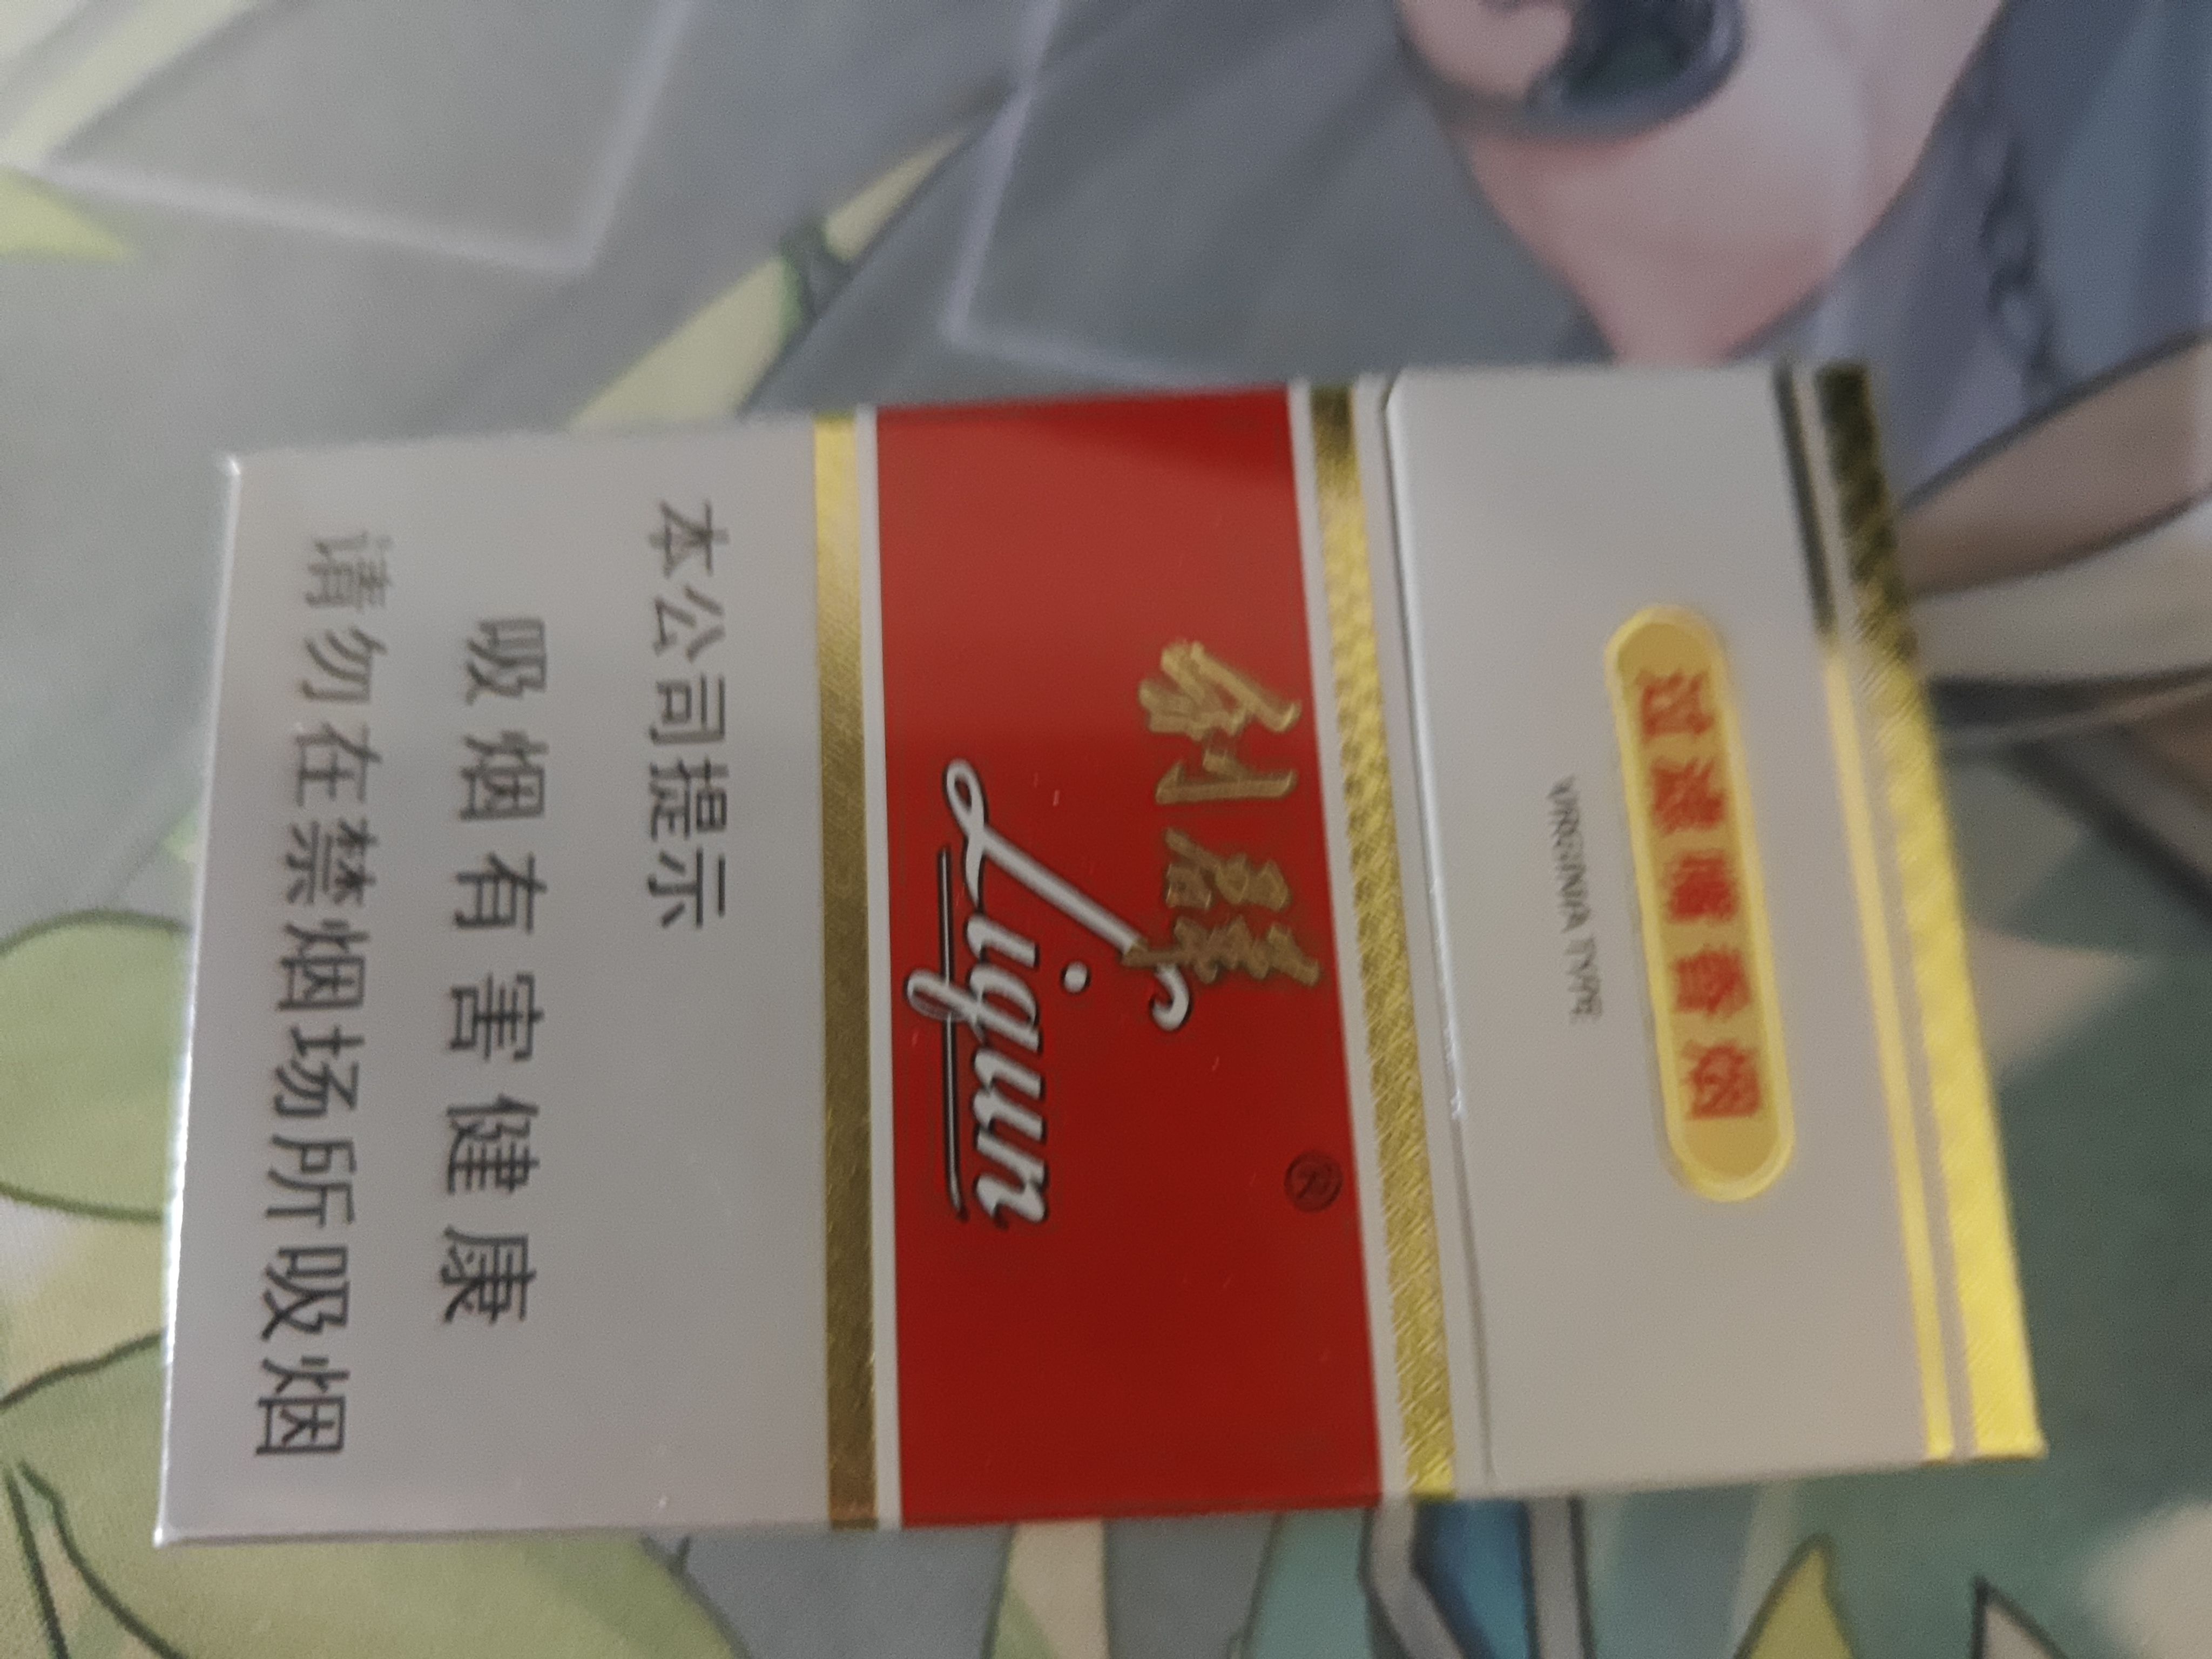 过滤嘴香烟
VIRGINIA TYPE
®
利群
Liqun
本公司提示
吸烟有害健康
请勿在禁烟场所吸烟